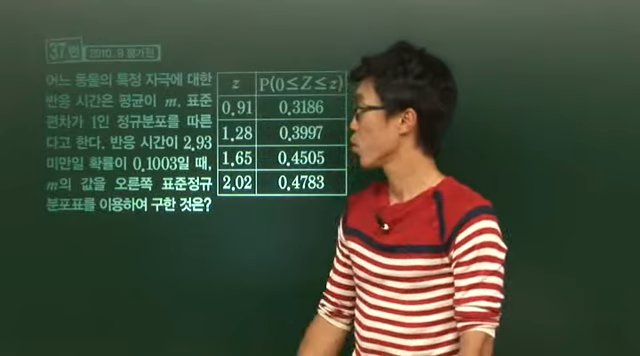 37번 2010. 9 평가원
어느 동물의 특정 자극에 대한
반응 시간은 평균이 m, 표준
편차가 1인 정규분포를 따른
다고 한다. 반응 시간이 2.93
미만일 확률이 0.1003일 때,
m의 값을 오른쪽 표준정규
분포표를 이용하여 구한 것은?
z P(0≤Z≤z)
0.91 0.3186
1.28 0.3997
1.65 0.4505
2.02 0.4783